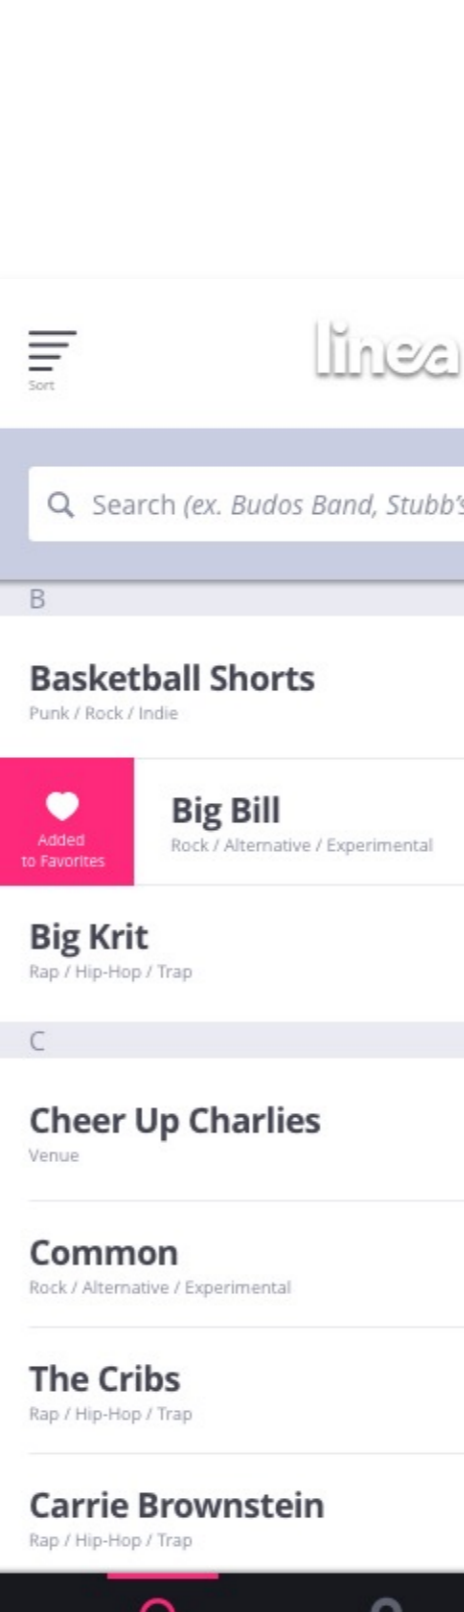 linea
Sort
Search (ex. Budos Band, Stubb's
B
Basketball Shorts
Punk / Rock / Indie
Added
to Favorites
Big Bill
Rock / Alternative / Experimental
Big Krit
Rap / Hip-Hop / Trap
C
Cheer Up Charlies
Venue
Common
Rock / Alternative / Experimental
The Cribs
Rap / Hip-Hop / Trap
Carrie Brownstein
Rap / Hip-Hop / Trap